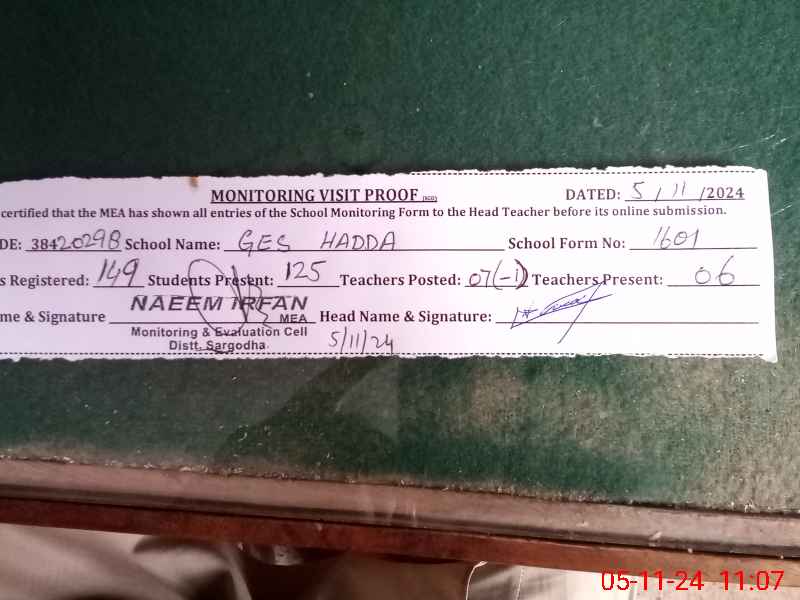 MONITORING VISIT PROOF DATED: 5/11/2024
certified that the MEA has shown all entries of the School Monitoring Form to the Head Teacher before its online submission.
DE: 38420298 School Name: GES HADDA School Form No: 1601
s Registered: 149 Students Present: 125 Teachers Posted: 07(-1) Teachers Present: 06
NAEEM IRFAN
me & Signature MEA Head Name & Signature:
Monitoring & Evaluation Cell
Distt. Sargodha 5/11/24
05-11-24 11:07